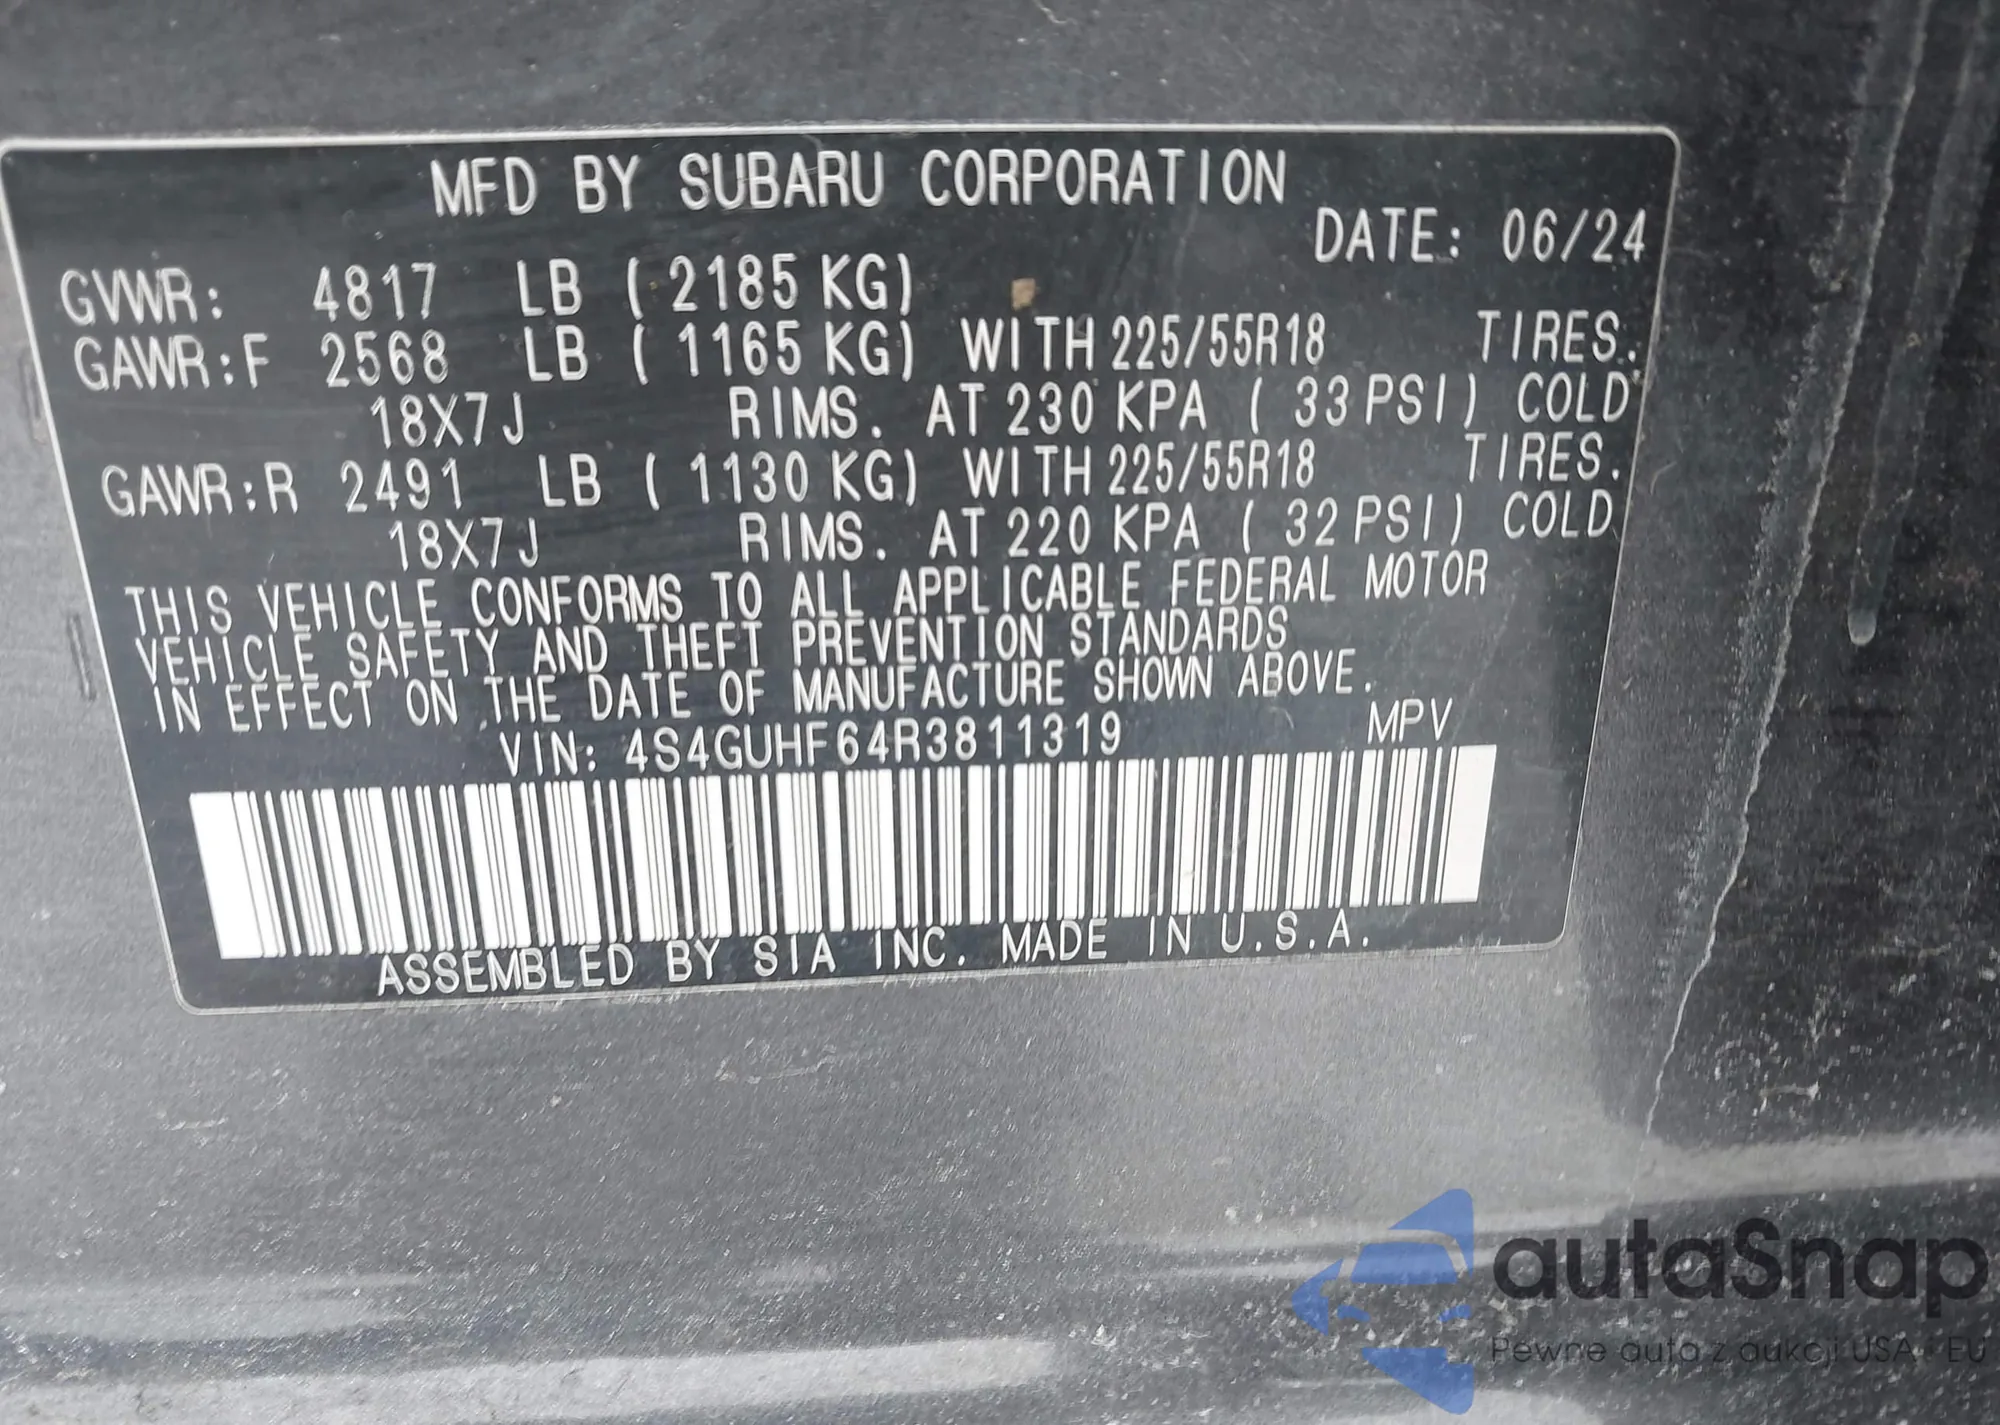 MFD BY SUBARU CORPORATION
DATE: 06/24
GVWR: 4817 LB ( 2185 KG)
GAWR:F 2568 LB ( 1165 KG) WITH 225/55R18 TIRES.
18X7J RIMS. AT 230 KPA ( 33 PSI) COLD
GAWR:R 2491 LB ( 1130 KG) WITH 225/55R18 TIRES.
18X7J RIMS. AT 220 KPA ( 32 PSI) COLD
THIS VEHICLE CONFORMS TO ALL APPLICABLE FEDERAL MOTOR
VEHICLE SAFETY AND THEFT PREVENTION STANDARDS
IN EFFECT ON THE DATE OF MANUFACTURE SHOWN ABOVE.
VIN: 4S4GUHF64R3811319 MPV
ASSEMBLED BY SIA INC. MADE IN U.S.A.
autaSnap
Pewne auta z aukcji USA i EU